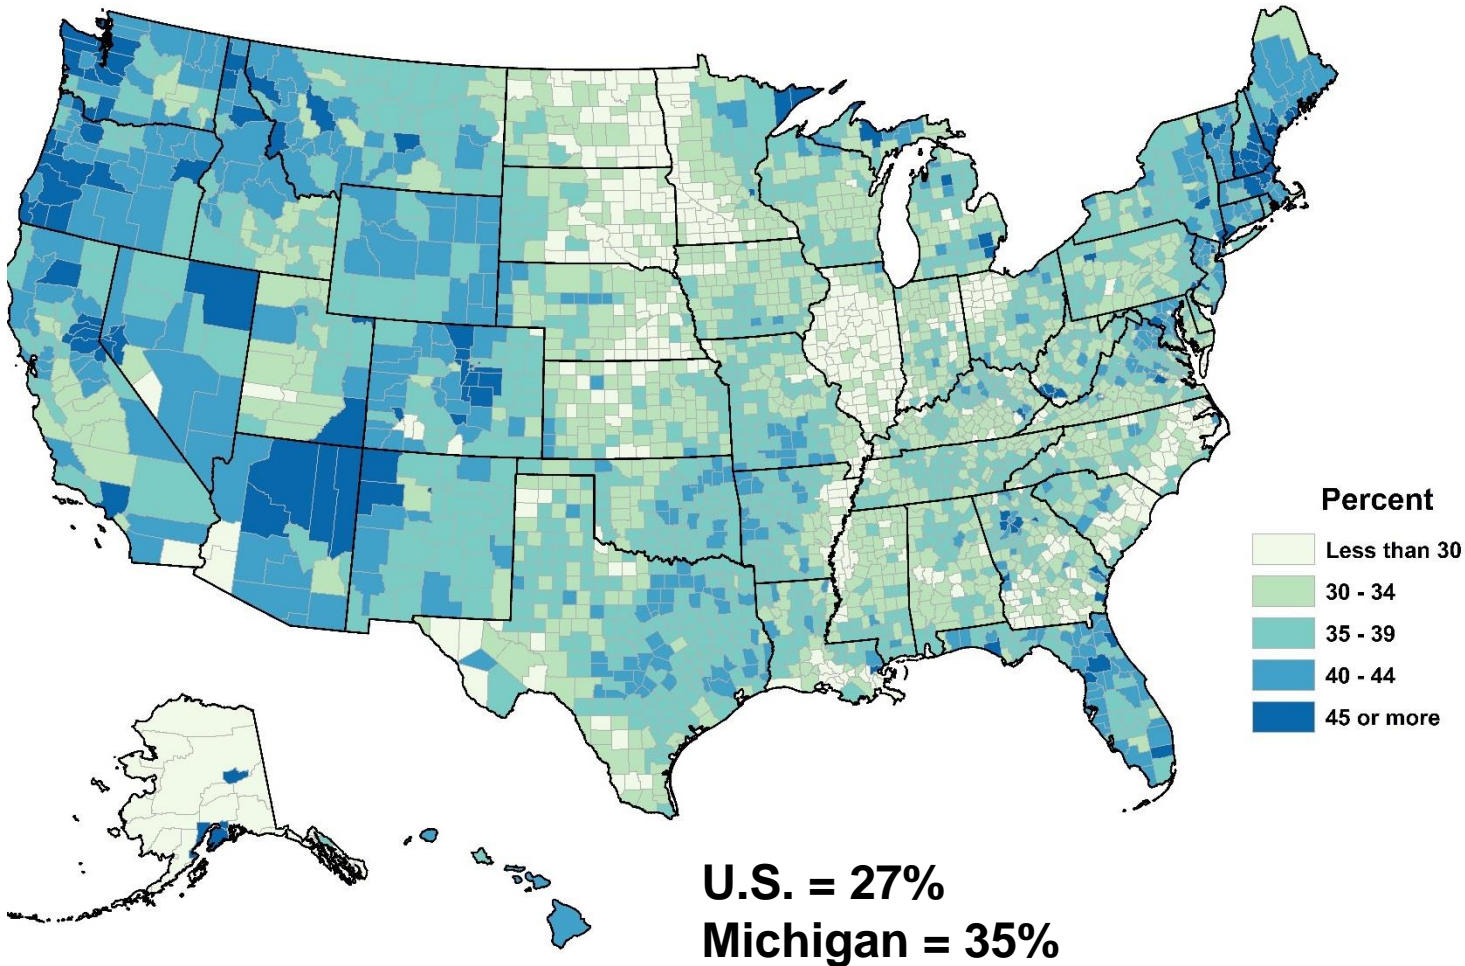 Percent
Less than 30
30 - 34
35 - 39
40 - 44
45 or more
U.S. = 27%
Michigan = 35%